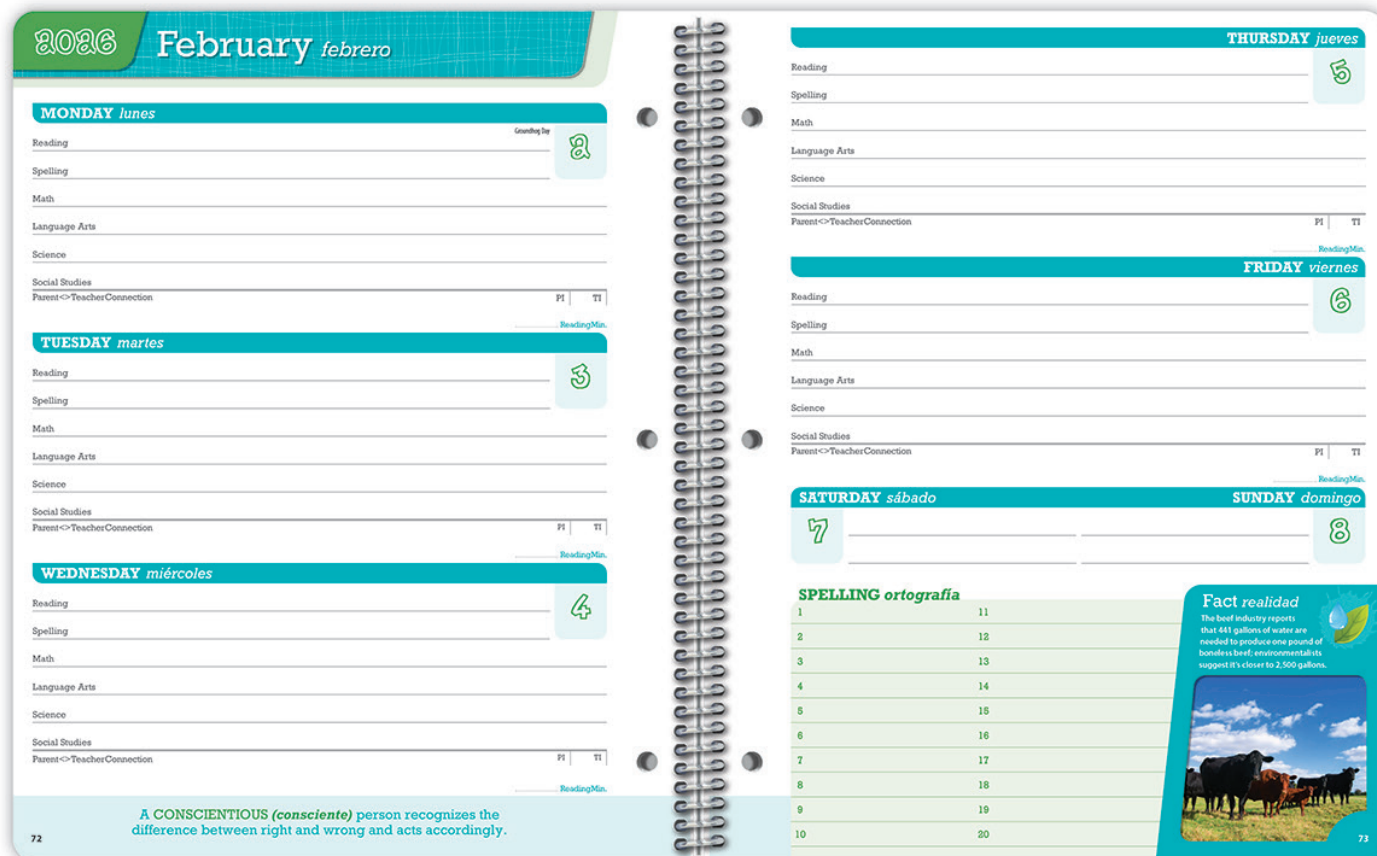 2026 February febrero
MONDAY lunes
Groundhog Day
Reading
2
Spelling
Math
Language Arts
Science
Social Studies
Parent<>TeacherConnection PI TI
ReadingMin.
TUESDAY martes
Reading
3
Spelling
Math
Language Arts
Science
Social Studies
Parent<>TeacherConnection PI TI
ReadingMin.
WEDNESDAY miércoles
Reading
4
Spelling
Math
Language Arts
Science
Social Studies
Parent<>TeacherConnection PI TI
ReadingMin.
A CONSCIENTIOUS (consciente) person recognizes the
difference between right and wrong and acts accordingly.
72
THURSDAY jueves
Reading
5
Spelling
Math
Language Arts
Science
Social Studies
Parent<>TeacherConnection PI TI
ReadingMin.
FRIDAY viernes
Reading
6
Spelling
Math
Language Arts
Science
Social Studies
Parent<>TeacherConnection PI TI
ReadingMin.
SATURDAY sábado SUNDAY domingo
7 8
SPELLING ortografía
1 11
2 12
3 13
4 14
5 15
6 16
7 17
8 18
9 19
10 20
Fact realidad
The beef industry reports
that 441 gallons of water are
needed to produce one pound of
boneless beef; environmentalists
suggest it's closer to 2,500 gallons.
73